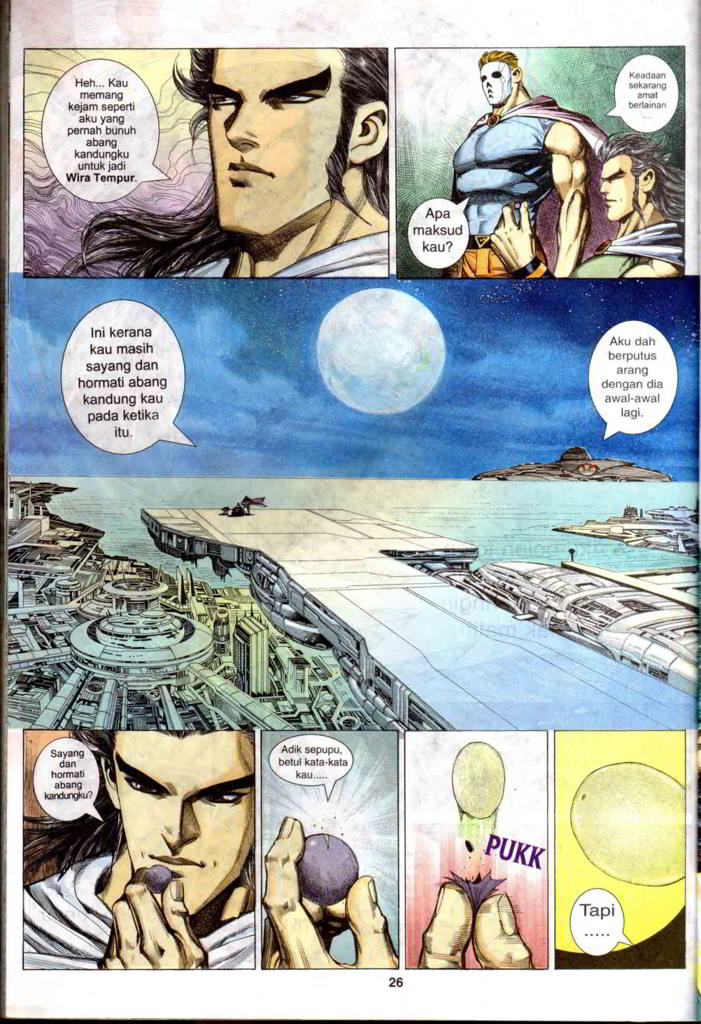 Heh... Kau
memang
kejam seperti
aku yang
pernah bunuh
abang
kandungku
untuk jadi
Wira Tempur.
Keadaan
sekarang
amat
berlainan
....
Apa
maksud
kau?
Ini kerana
kau masih
sayang dan
hormati abang
kandung kau
pada ketika
itu.
Aku dah
berputus
arang
dengan dia
awal-awal
lagi.
Sayang
dan
hormat
abang
kandungku?
Adik sepupu,
betul kata-kata
kau.....
PUKK
Tapi
.....
26